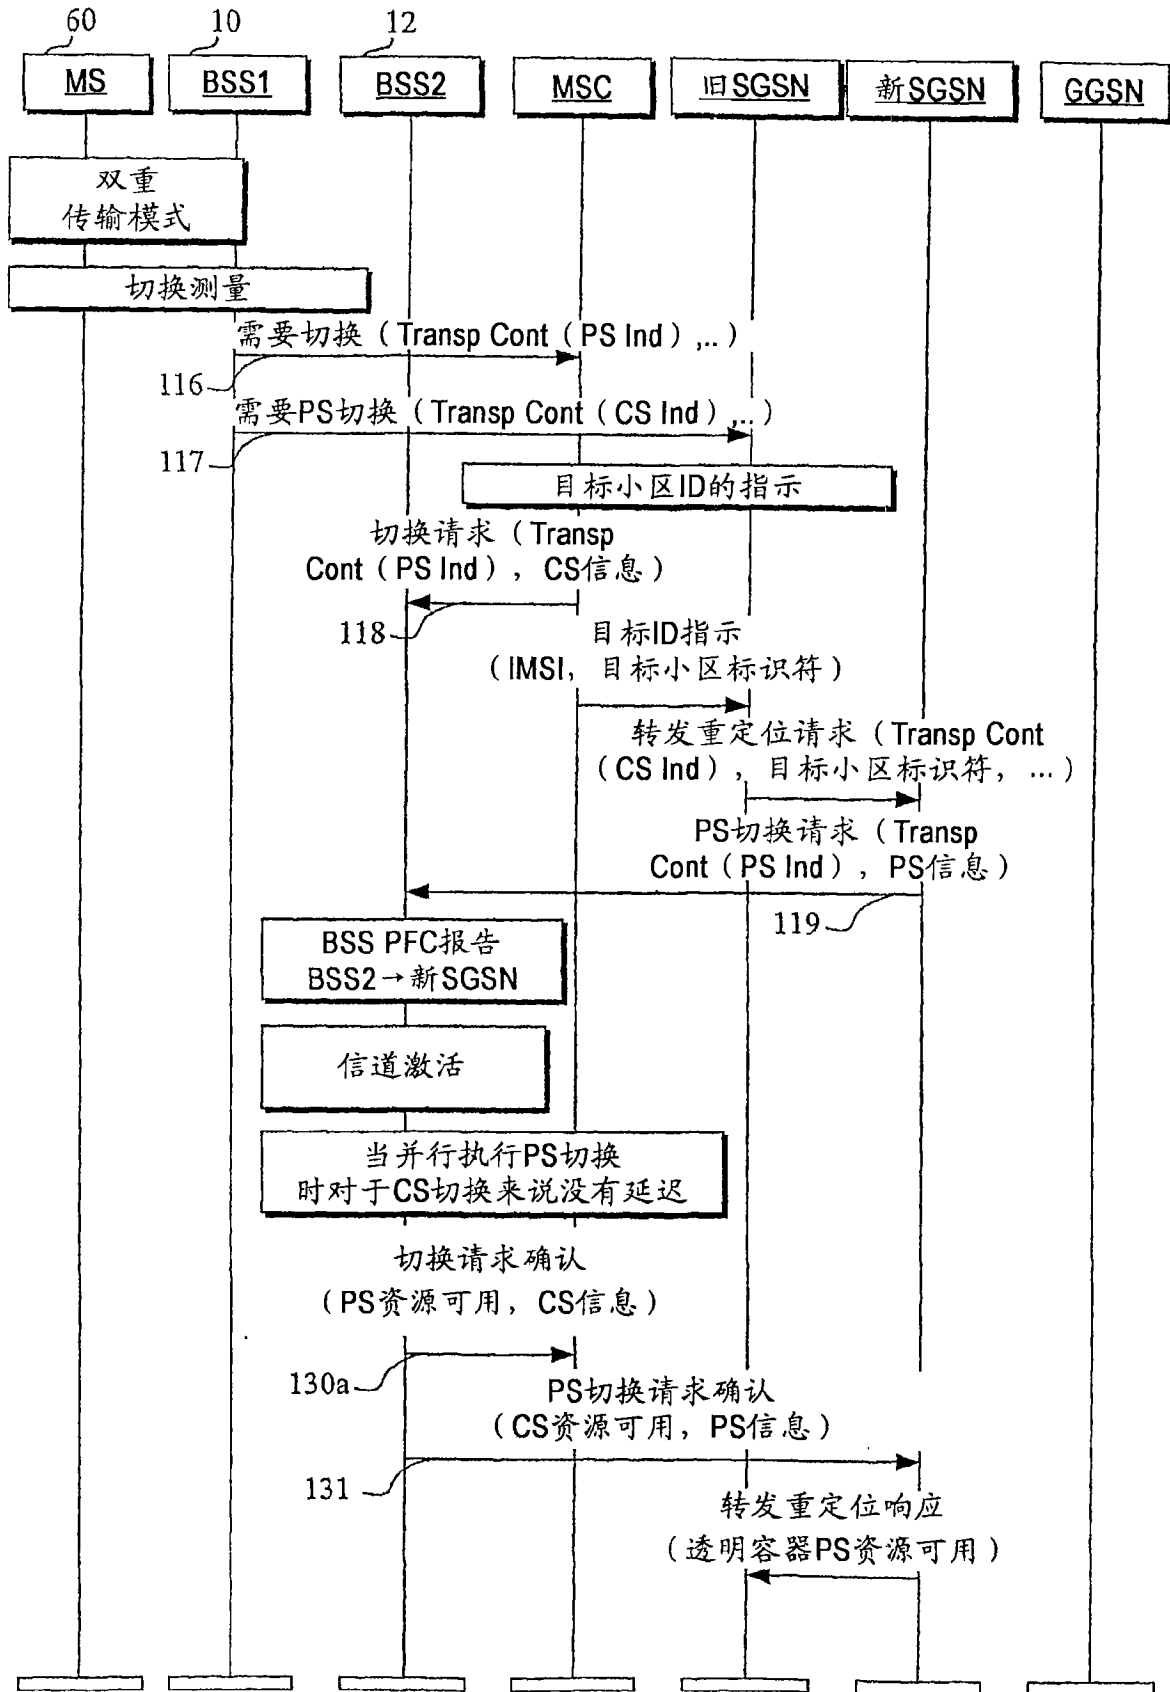 60
10
12
MS
BSS1
BSS2
MSC
旧SGSN
新SGSN
GGSN
双重
传输模式
切换测量
需要切换（Transp Cont（PS Ind）,..）
116
需要PS切换（Transp Cont（CS Ind）,..）
117
目标小区ID的指示
切换请求（Transp
Cont（PS Ind），CS信息）
118
目标ID指示
（IMSI，目标小区标识符）
转发重定位请求（Transp Cont
（CS Ind），目标小区标识符，...）
PS切换请求（Transp
Cont（PS Ind），PS信息）
119
BSS PFC报告
BSS2→新SGSN
信道激活
当并行执行PS切换
时对于CS切换来说没有延迟
切换请求确认
（PS资源可用，CS信息）
130a
PS切换请求确认
（CS资源可用，PS信息）
131
转发重定位响应
（透明容器PS资源可用）